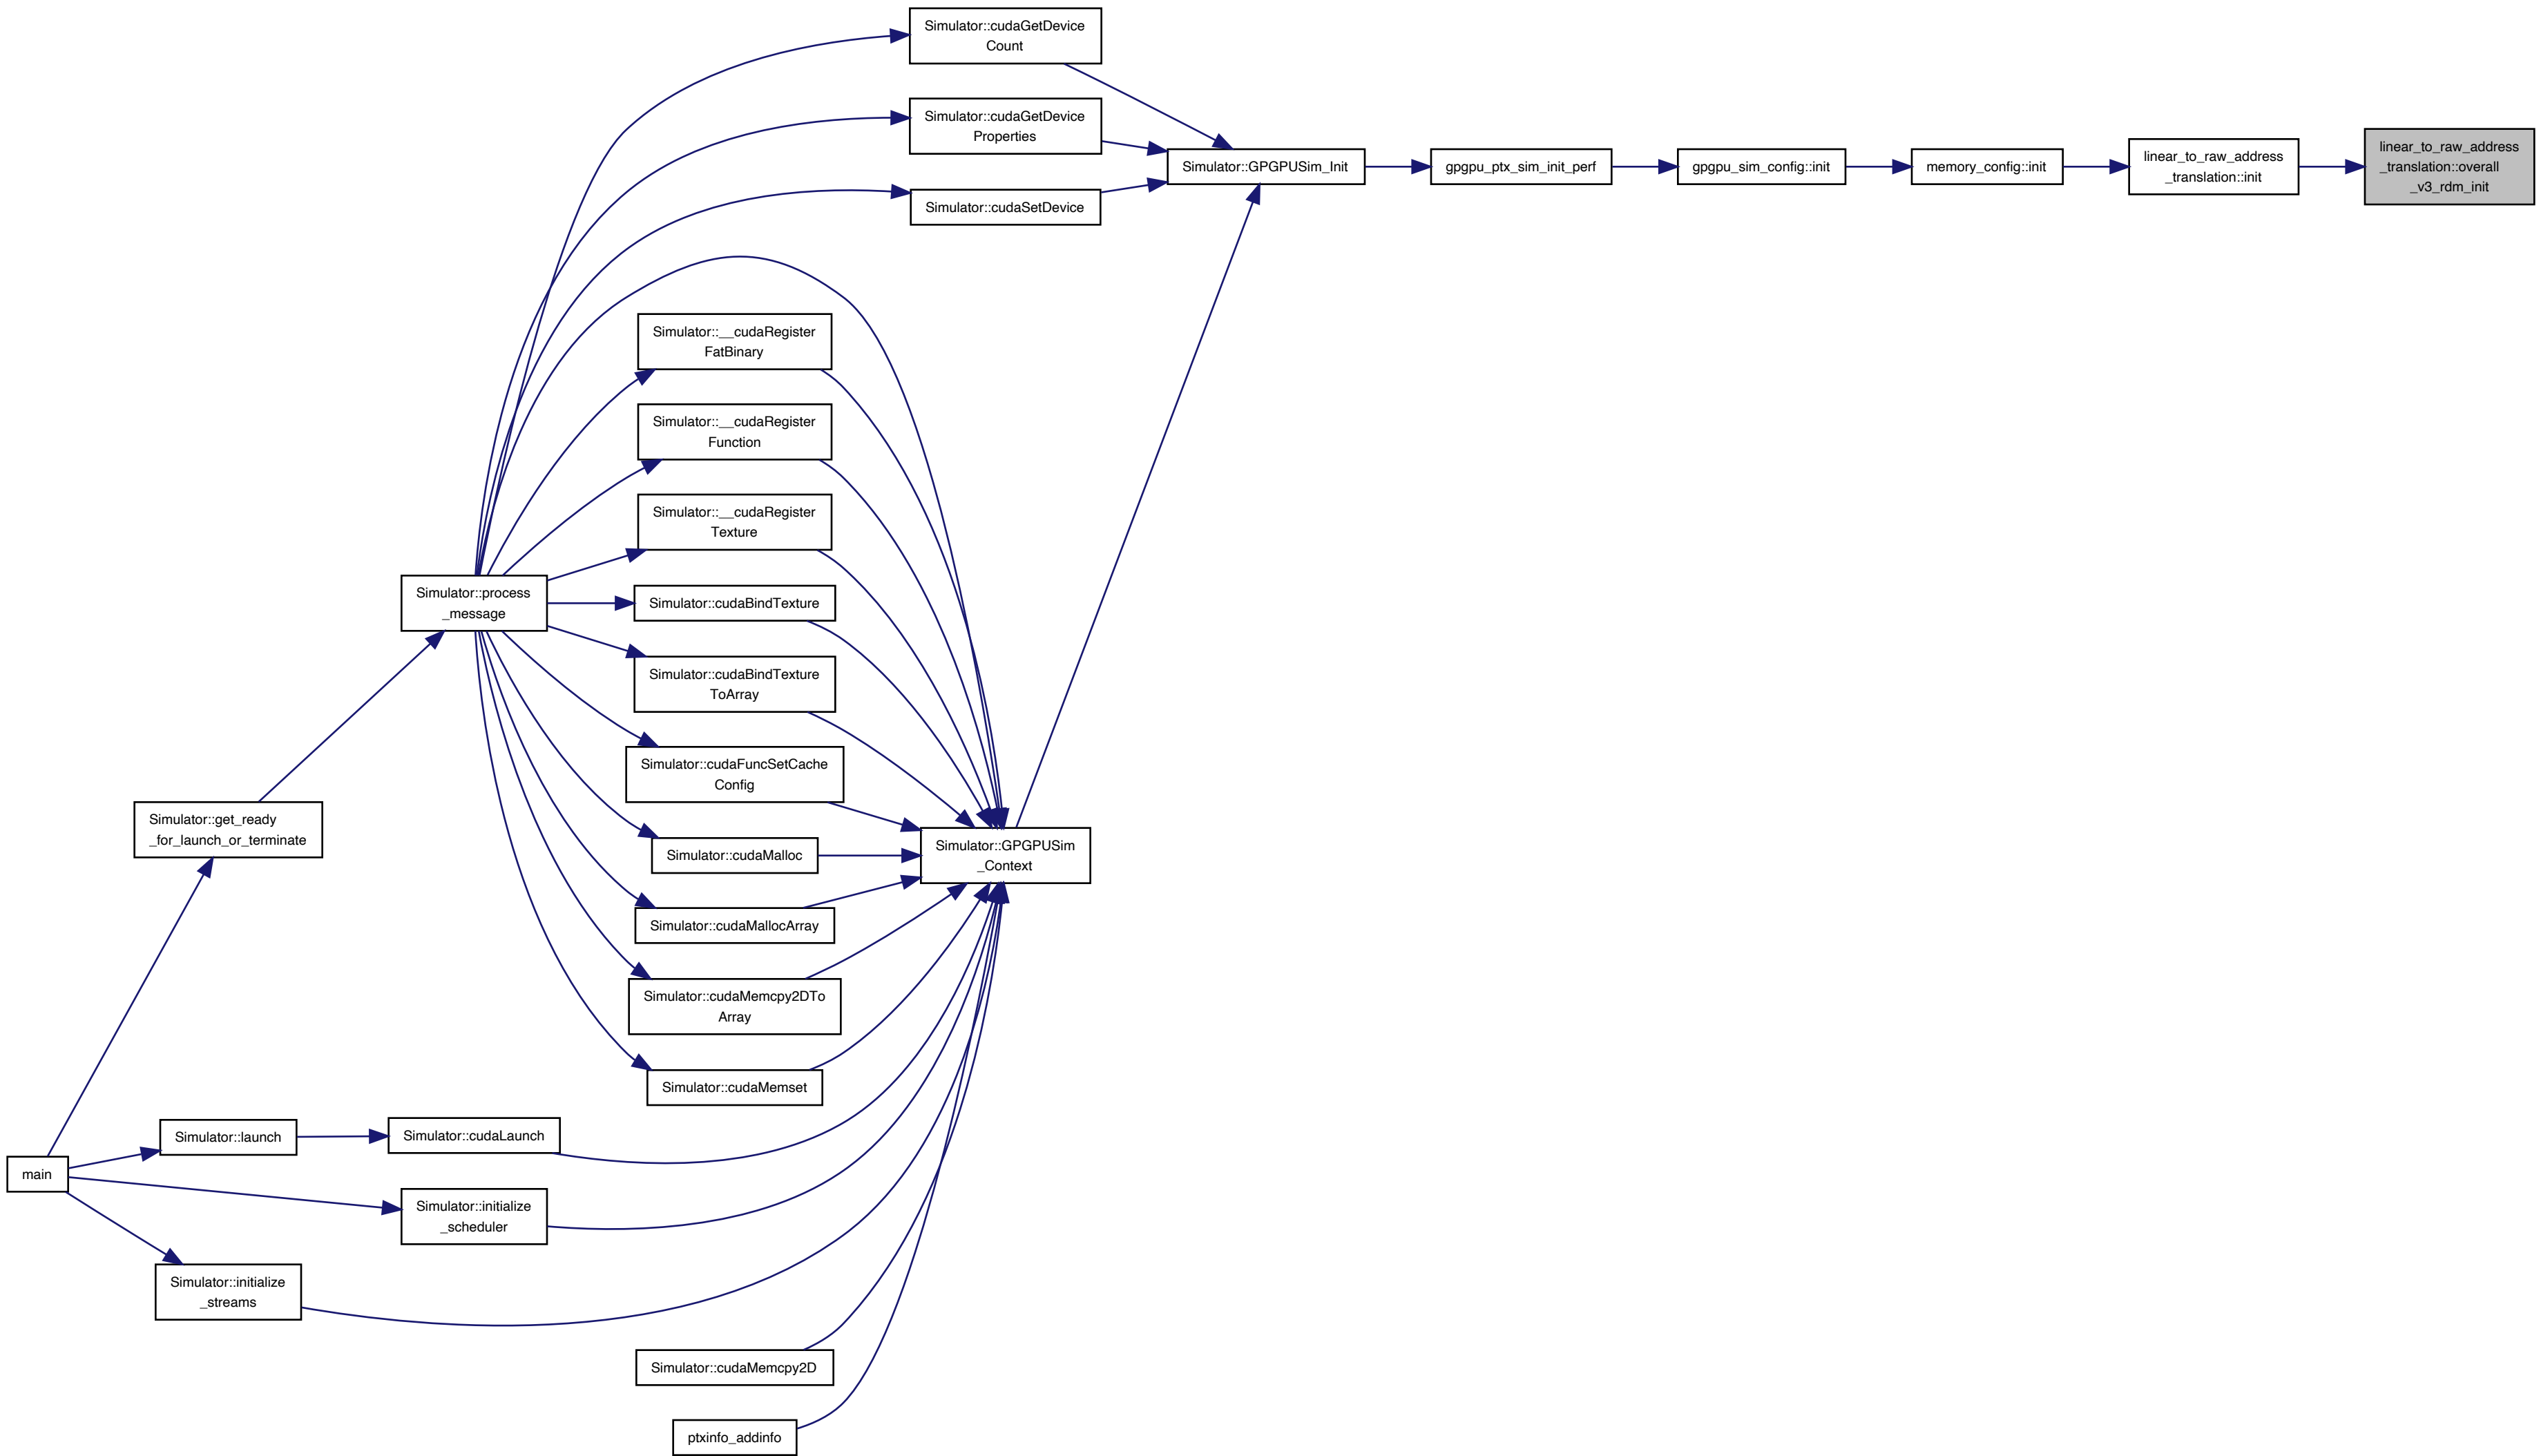 Simulator::cudaGetDevice
Count
Simulator::cudaGetDevice
Properties
Simulator::cudaSetDevice
Simulator::GPGPUSim_Init
gpgpu_ptx_sim_init_perf
gpgpu_sim_config::init
memory_config::init
linear_to_raw_address
_translation::init
linear_to_raw_address
_translation::overall
_v3_rdm_init
Simulator::__cudaRegister
FatBinary
Simulator::__cudaRegister
Function
Simulator::__cudaRegister
Texture
Simulator::process
_message
Simulator::cudaBindTexture
Simulator::cudaBindTexture
ToArray
Simulator::cudaFuncSetCache
Config
Simulator::get_ready
_for_launch_or_terminate
Simulator::cudaMalloc
Simulator::GPGPUSim
_Context
Simulator::cudaMallocArray
Simulator::cudaMemcpy2DTo
Array
Simulator::cudaMemset
Simulator::launch
Simulator::cudaLaunch
main
Simulator::initialize
_scheduler
Simulator::initialize
_streams
Simulator::cudaMemcpy2D
ptxinfo_addinfo